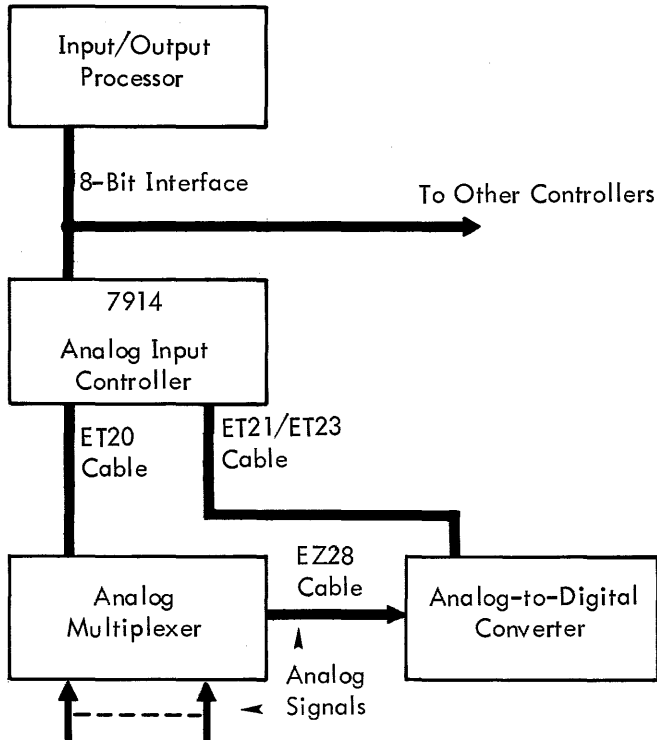 Input/Output
Processor
8-Bit Interface
To Other Controllers
7914
Analog Input
Controller
ET20
Cable
ET21/ET23
Cable
EZ28
Cable
Analog
Multiplexer
Analog-to-Digital
Converter
Analog
Signals